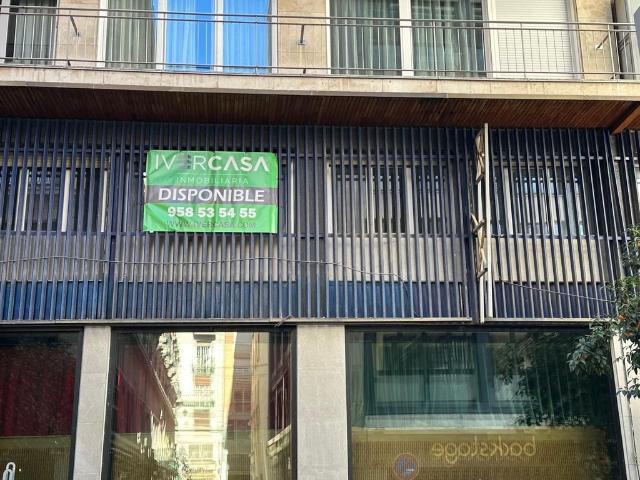 IVERCASA
INMOBILIARIA
DISPONIBLE
958 53 54 55
WWW.IVERCASA.COM
backstage